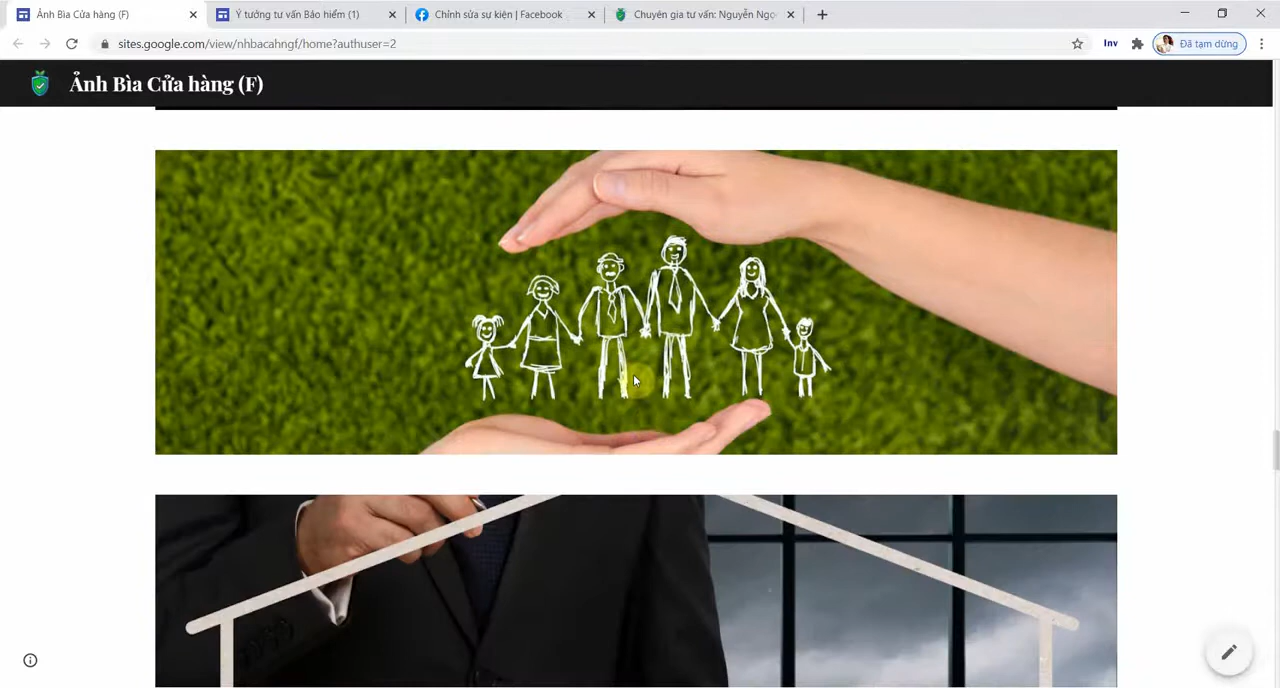 Ảnh Bìa Cửa hàng (F)
Ý tưởng tư vấn Bảo hiểm (1)
Chỉnh sửa sự kiện | Facebook
Chuyên gia tư vấn: Nguyễn Ngọ
sites.google.com/view/nhbacahngf/home?authuser=2
Inv
Đã tạm dừng
Ảnh Bìa Cửa hàng (F)